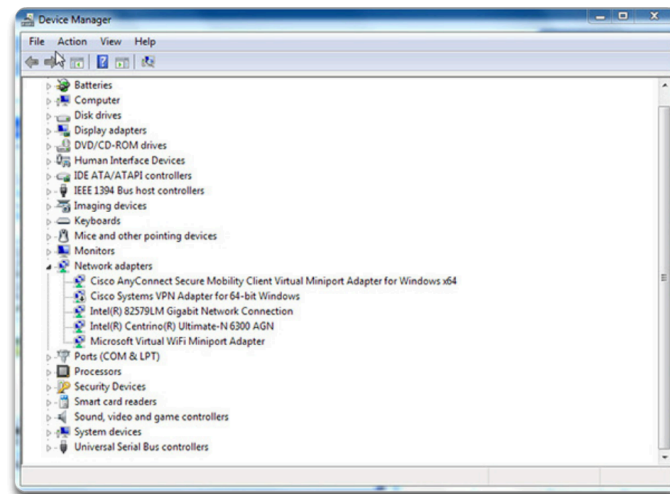 Device Manager
File Action View Help
Batteries
Computer
Disk drives
Display adapters
DVD/CD-ROM drives
Human Interface Devices
IDE ATA/ATAPI controllers
IEEE 1394 Bus host controllers
Imaging devices
Keyboards
Mice and other pointing devices
Monitors
Network adapters
Cisco AnyConnect Secure Mobility Client Virtual Miniport Adapter for Windows x64
Cisco Systems VPN Adapter for 64-bit Windows
Intel(R) 82579LM Gigabit Network Connection
Intel(R) Centrino(R) Ultimate-N 6300 AGN
Microsoft Virtual WiFi Miniport Adapter
Ports (COM & LPT)
Processors
Security Devices
Smart card readers
Sound, video and game controllers
System devices
Universal Serial Bus controllers